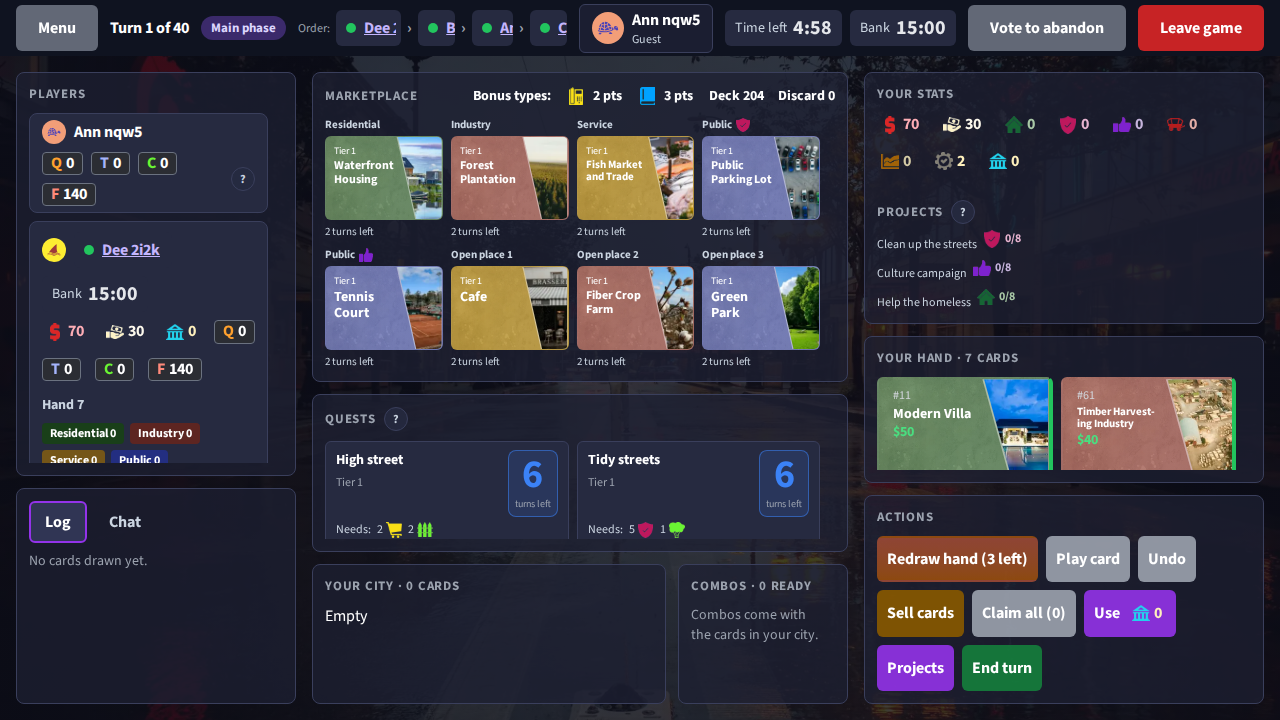 Menu
Turn 1 of 40
Main phase
Order:
Dee 2
›
B
›
›
C
Ann nqw5
Guest
Time left 4:58
Bank 15:00
Vote to abandon
Leave game
PLAYERS
Ann nqw5
Q 0
T 0
C 0
F 140
?
Dee 2i2k
Bank 15:00
70
30
0
Q 0
T 0
C 0
F 140
Hand 7
Residential 0
Industry 0
Service 0
Public 0
Log
Chat
No cards drawn yet.
MARKETPLACE
Bonus types:
2 pts
3 pts
Deck 204
Discard 0
Residential
Industry
Service
Public
Tier 1
Waterfront
Housing
Tier 1
Forest
Plantation
Tier 1
Fish Market
and Trade
Tier 1
Public
Parking Lot
2 turns left
2 turns left
2 turns left
2 turns left
Public
Open place 1
Open place 2
Open place 3
Tier 1
Tennis
Court
Tier 1
Cafe
BRASSERI
Tier 1
Fiber Crop
Farm
Tier 1
Green
Park
2 turns left
2 turns left
2 turns left
2 turns left
QUESTS
?
High street
Tier 1
6
turns left
Needs: 2 2
Tidy streets
Tier 1
6
turns left
Needs: 5 1
YOUR CITY · 0 CARDS
Empty
COMBOS · 0 READY
Combos come with
the cards in your city.
YOUR STATS
70
30
0
0
0
0
0
2
0
PROJECTS
?
Clean up the streets 0/8
Culture campaign 0/8
Help the homeless 0/8
YOUR HAND · 7 CARDS
#11
Modern Villa
$50
#61
Timber Harvest-
ing Industry
$40
ACTIONS
Redraw hand (3 left)
Play card
Undo
Sell cards
Claim all (0)
Use 0
Projects
End turn